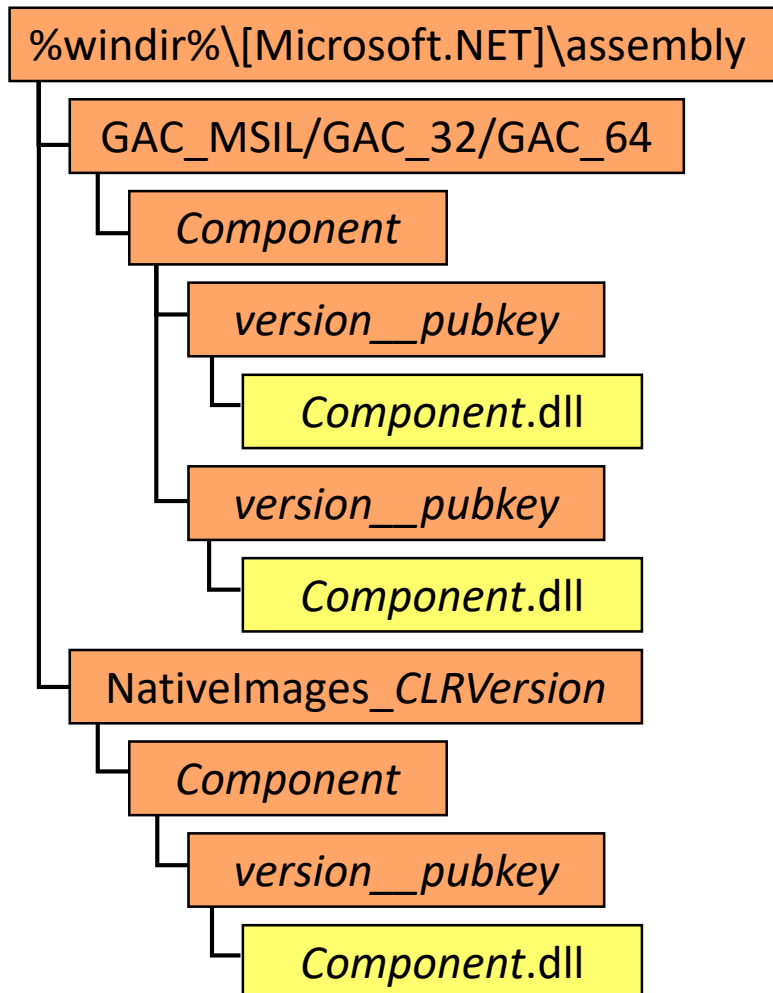 %windir%\[Microsoft.NET]\assembly
GAC_MSIL/GAC_32/GAC_64
Component
version__pubkey
Component.dll
version__pubkey
Component.dll
NativeImages_CLRVersion
Component
version__pubkey
Component.dll